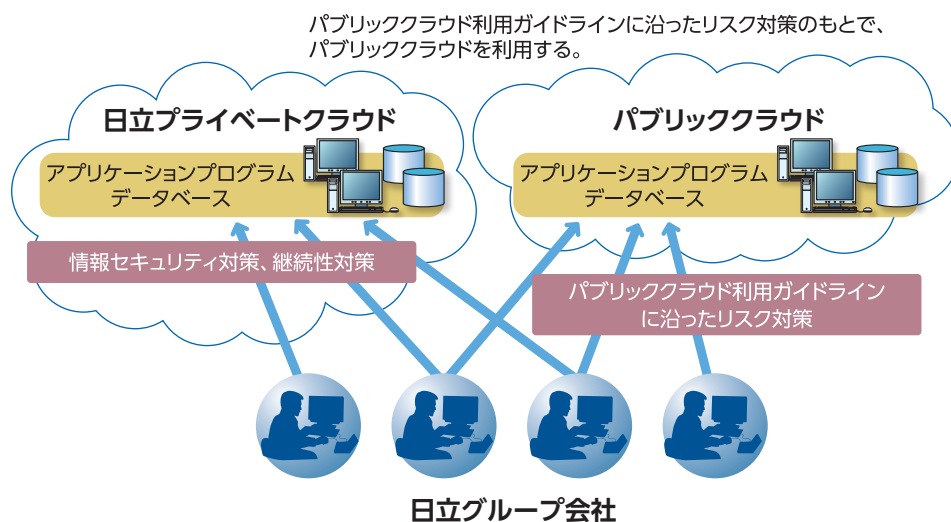 パブリッククラウド利用ガイドラインに沿ったリスク対策のもとで、
パブリッククラウドを利用する。
日立プライベートクラウド
アプリケーションプログラム
データベース
パブリッククラウド
アプリケーションプログラム
データベース
情報セキュリティ対策、継続性対策
パブリッククラウド利用ガイドライン
に沿ったリスク対策
日立グループ会社